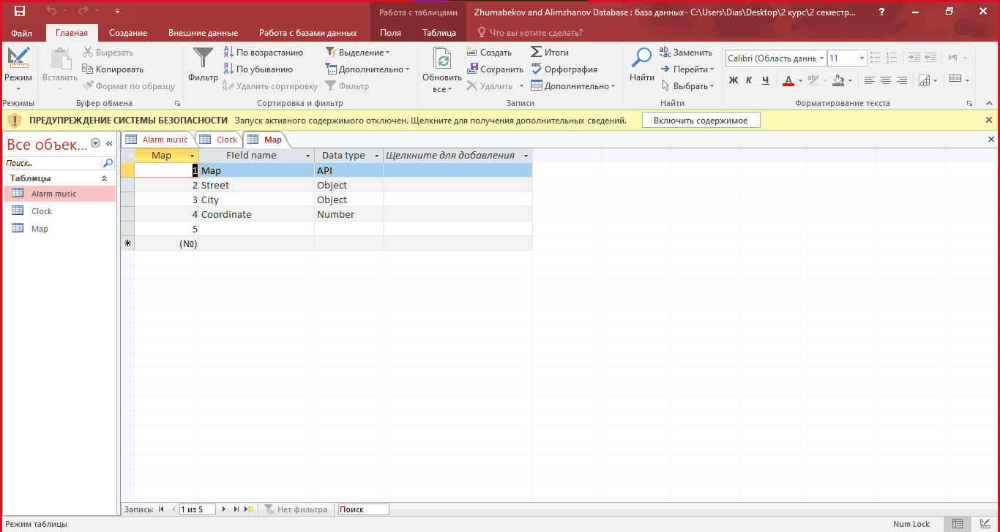 Работа с таблицами
Zhumabekov and Alimzhanov Database : база данных- C:\Users\Dias\Desktop\2 курс\2 семестр...
?
Файл Главная Создание Внешние данные Работа с базами данных Поля Таблица Что вы хотите сделать?
Режим
Режимы
Вставить
Вырезать
Копировать
Формат по образцу
Буфер обмена
Фильтр
По возрастанию
По убыванию
Удалить сортировку
Выделение
Дополнительно
Фильтр
Сортировка и фильтр
Обновить
все
Создать
Сохранить
Удалить
Итоги
Орфография
Дополнительно
Записи
Найти
Заменить
Перейти
Выбрать
Найти
Calibri (Область даннь 11
Ж К Ч А
Форматирование текста
ПРЕДУПРЕЖДЕНИЕ СИСТЕМЫ БЕЗОПАСНОСТИ Запуск активного содержимого отключен. Щелкните для получения дополнительных сведений. Включить содержимое
Все объек...
Поиск...
Таблицы
Alarm music
Clock
Map
Alarm music Clock Map
Map FIeld name Data type Щелкните для добавления
1 Map API
2 Street Object
3 City Object
4 Coordinate Number
5
* (№)
Запись: 1 из 5 Нет фильтра Поиск
Режим таблицы Num Lock